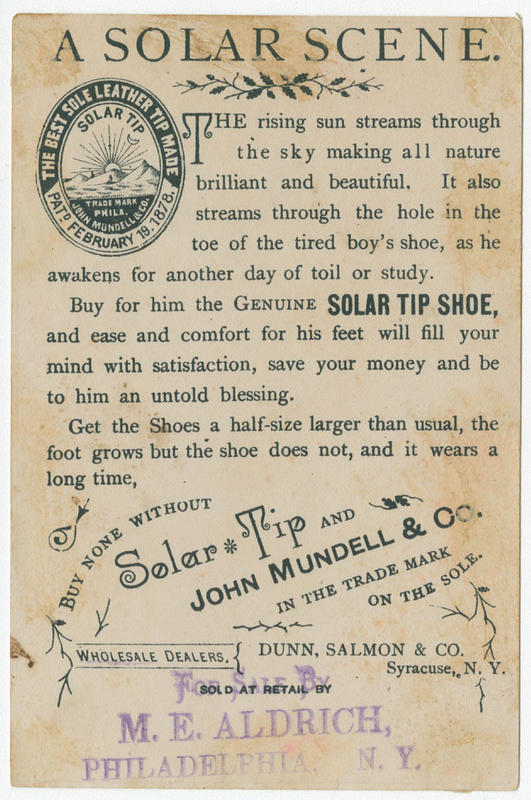 A SOLAR SCENE.
THE BEST SOLE LEATHER TIP MADE
SOLAR TIP
TRADE MARK
PHILA.
JOHN MUNDELL & CO.
PAT'D FEBRUARY 19. 1878.
THE rising sun streams through
the sky making all nature
brilliant and beautiful. It also
streams through the hole in the
toe of the tired boy's shoe, as he
awakens for another day of toil or study.
Buy for him the GENUINE SOLAR TIP SHOE,
and ease and comfort for his feet will fill your
mind with satisfaction, save your money and be
to him an untold blessing.
Get the Shoes a half-size larger than usual, the
foot grows but the shoe does not, and it wears a
long time,
BUY NONE WITHOUT
Solar * Tip AND
JOHN MUNDELL & CO.
IN THE TRADE MARK
ON THE SOLE.
WHOLESALE DEALERS, { DUNN, SALMON & CO.
Syracuse, N. Y.
For Sale By
SOLD AT RETAIL BY
M. E. ALDRICH,
PHILADELPHIA, N. Y.